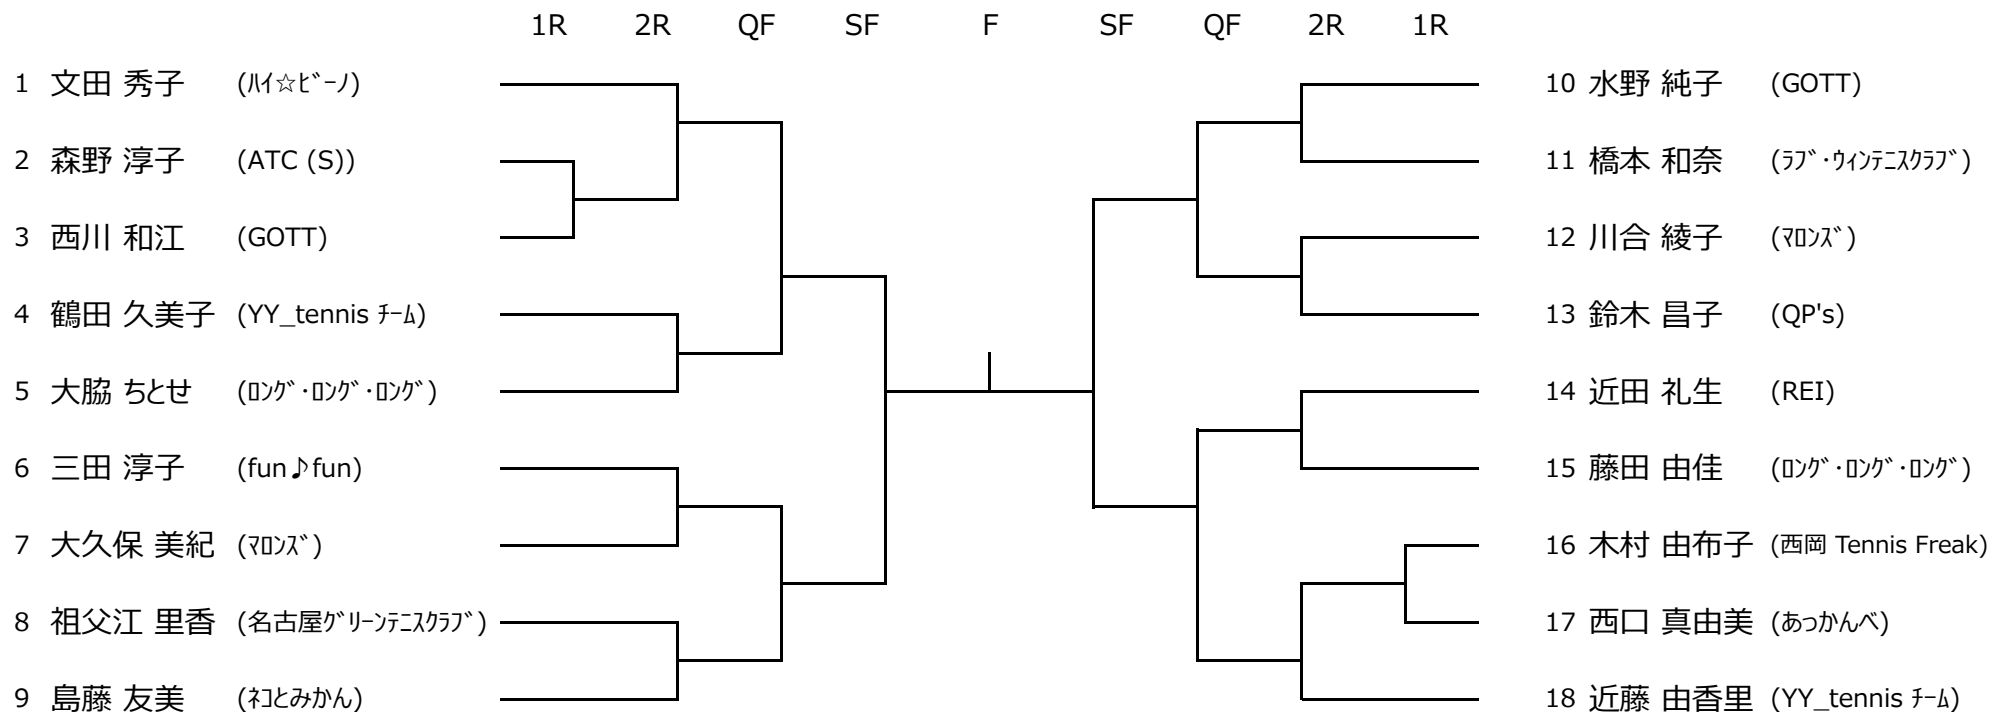 1R 2R QF SF F SF QF 2R 1R
1 文田 秀子 (ﾊｲ☆ﾋﾞｰﾉ)
2 森野 淳子 (ATC (S))
3 西川 和江 (GOTT)
4 鶴田 久美子 (YY_tennis ﾁｰﾑ)
5 大脇 ちとせ (ﾛﾝｸﾞ･ﾛﾝｸﾞ･ﾛﾝｸﾞ)
6 三田 淳子 (fun♪fun)
7 大久保 美紀 (ﾏﾛﾝｽﾞ)
8 祖父江 里香 (名古屋ｸﾞﾘｰﾝﾃﾆｽｸﾗﾌﾞ)
9 島藤 友美 (ﾈｺとみかん)
10 水野 純子 (GOTT)
11 橋本 和奈 (ﾗﾌﾞ･ｳｨﾝﾃﾆｽｸﾗﾌﾞ)
12 川合 綾子 (ﾏﾛﾝｽﾞ)
13 鈴木 昌子 (QP's)
14 近田 礼生 (REI)
15 藤田 由佳 (ﾛﾝｸﾞ･ﾛﾝｸﾞ･ﾛﾝｸﾞ)
16 木村 由布子 (西岡 Tennis Freak)
17 西口 真由美 (あっかんべ)
18 近藤 由香里 (YY_tennis ﾁｰﾑ)